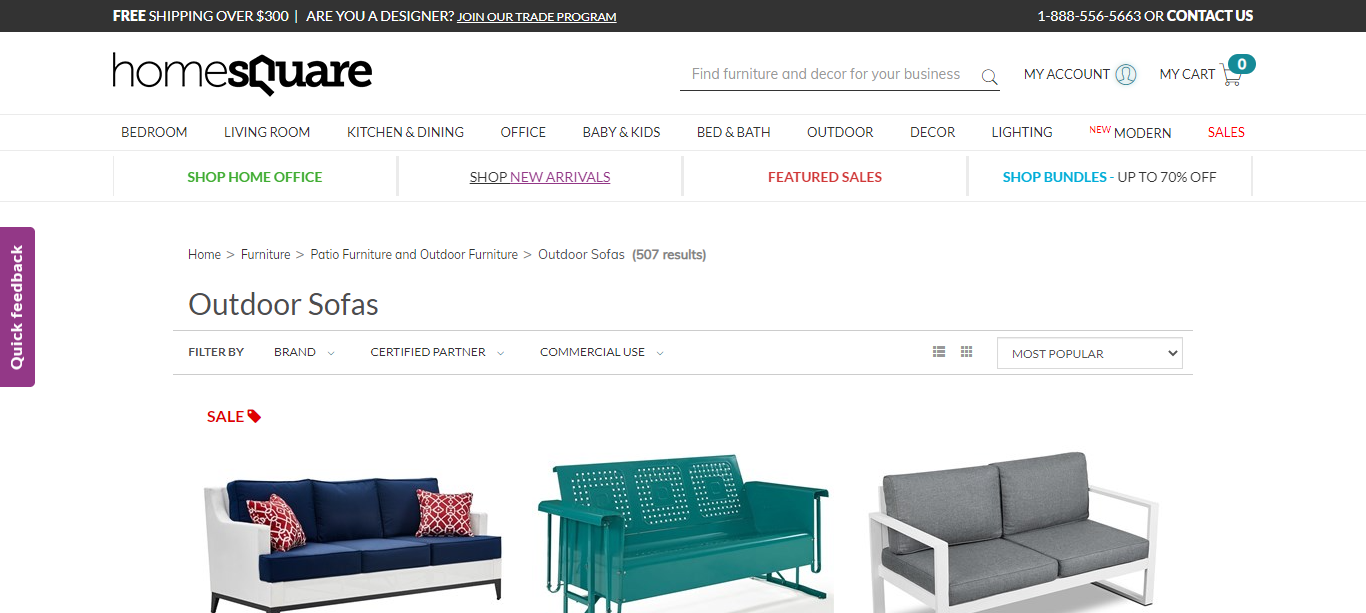 FREE SHIPPING OVER $300 | ARE YOU A DESIGNER? JOIN OUR TRADE PROGRAM
1-888-556-5663 OR CONTACT US
homesquare
Find furniture and decor for your business
MY ACCOUNT
MY CART
0
BEDROOM LIVING ROOM KITCHEN & DINING OFFICE BABY & KIDS BED & BATH OUTDOOR DECOR LIGHTING NEW MODERN SALES
SHOP HOME OFFICE
SHOP NEW ARRIVALS
FEATURED SALES
SHOP BUNDLES - UP TO 70% OFF
Quick feedback
Home > Furniture > Patio Furniture and Outdoor Furniture > Outdoor Sofas (507 results)
Outdoor Sofas
FILTER BY BRAND CERTIFIED PARTNER COMMERCIAL USE
MOST POPULAR
SALE